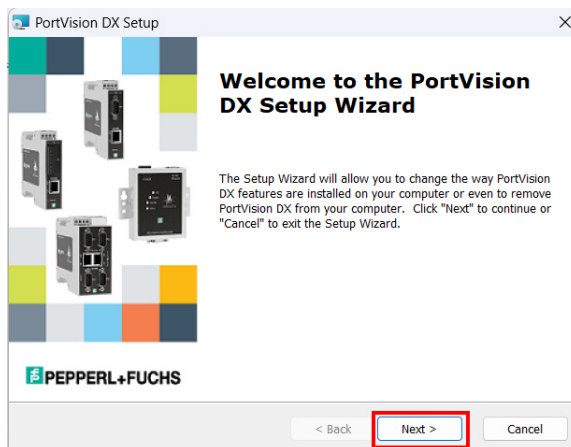 PortVision DX Setup
Welcome to the PortVision
DX Setup Wizard
The Setup Wizard will allow you to change the way PortVision
DX features are installed on your computer or even to remove
PortVision DX from your computer. Click "Next" to continue or
"Cancel" to exit the Setup Wizard.
PEPPERL+FUCHS
< Back Next > Cancel